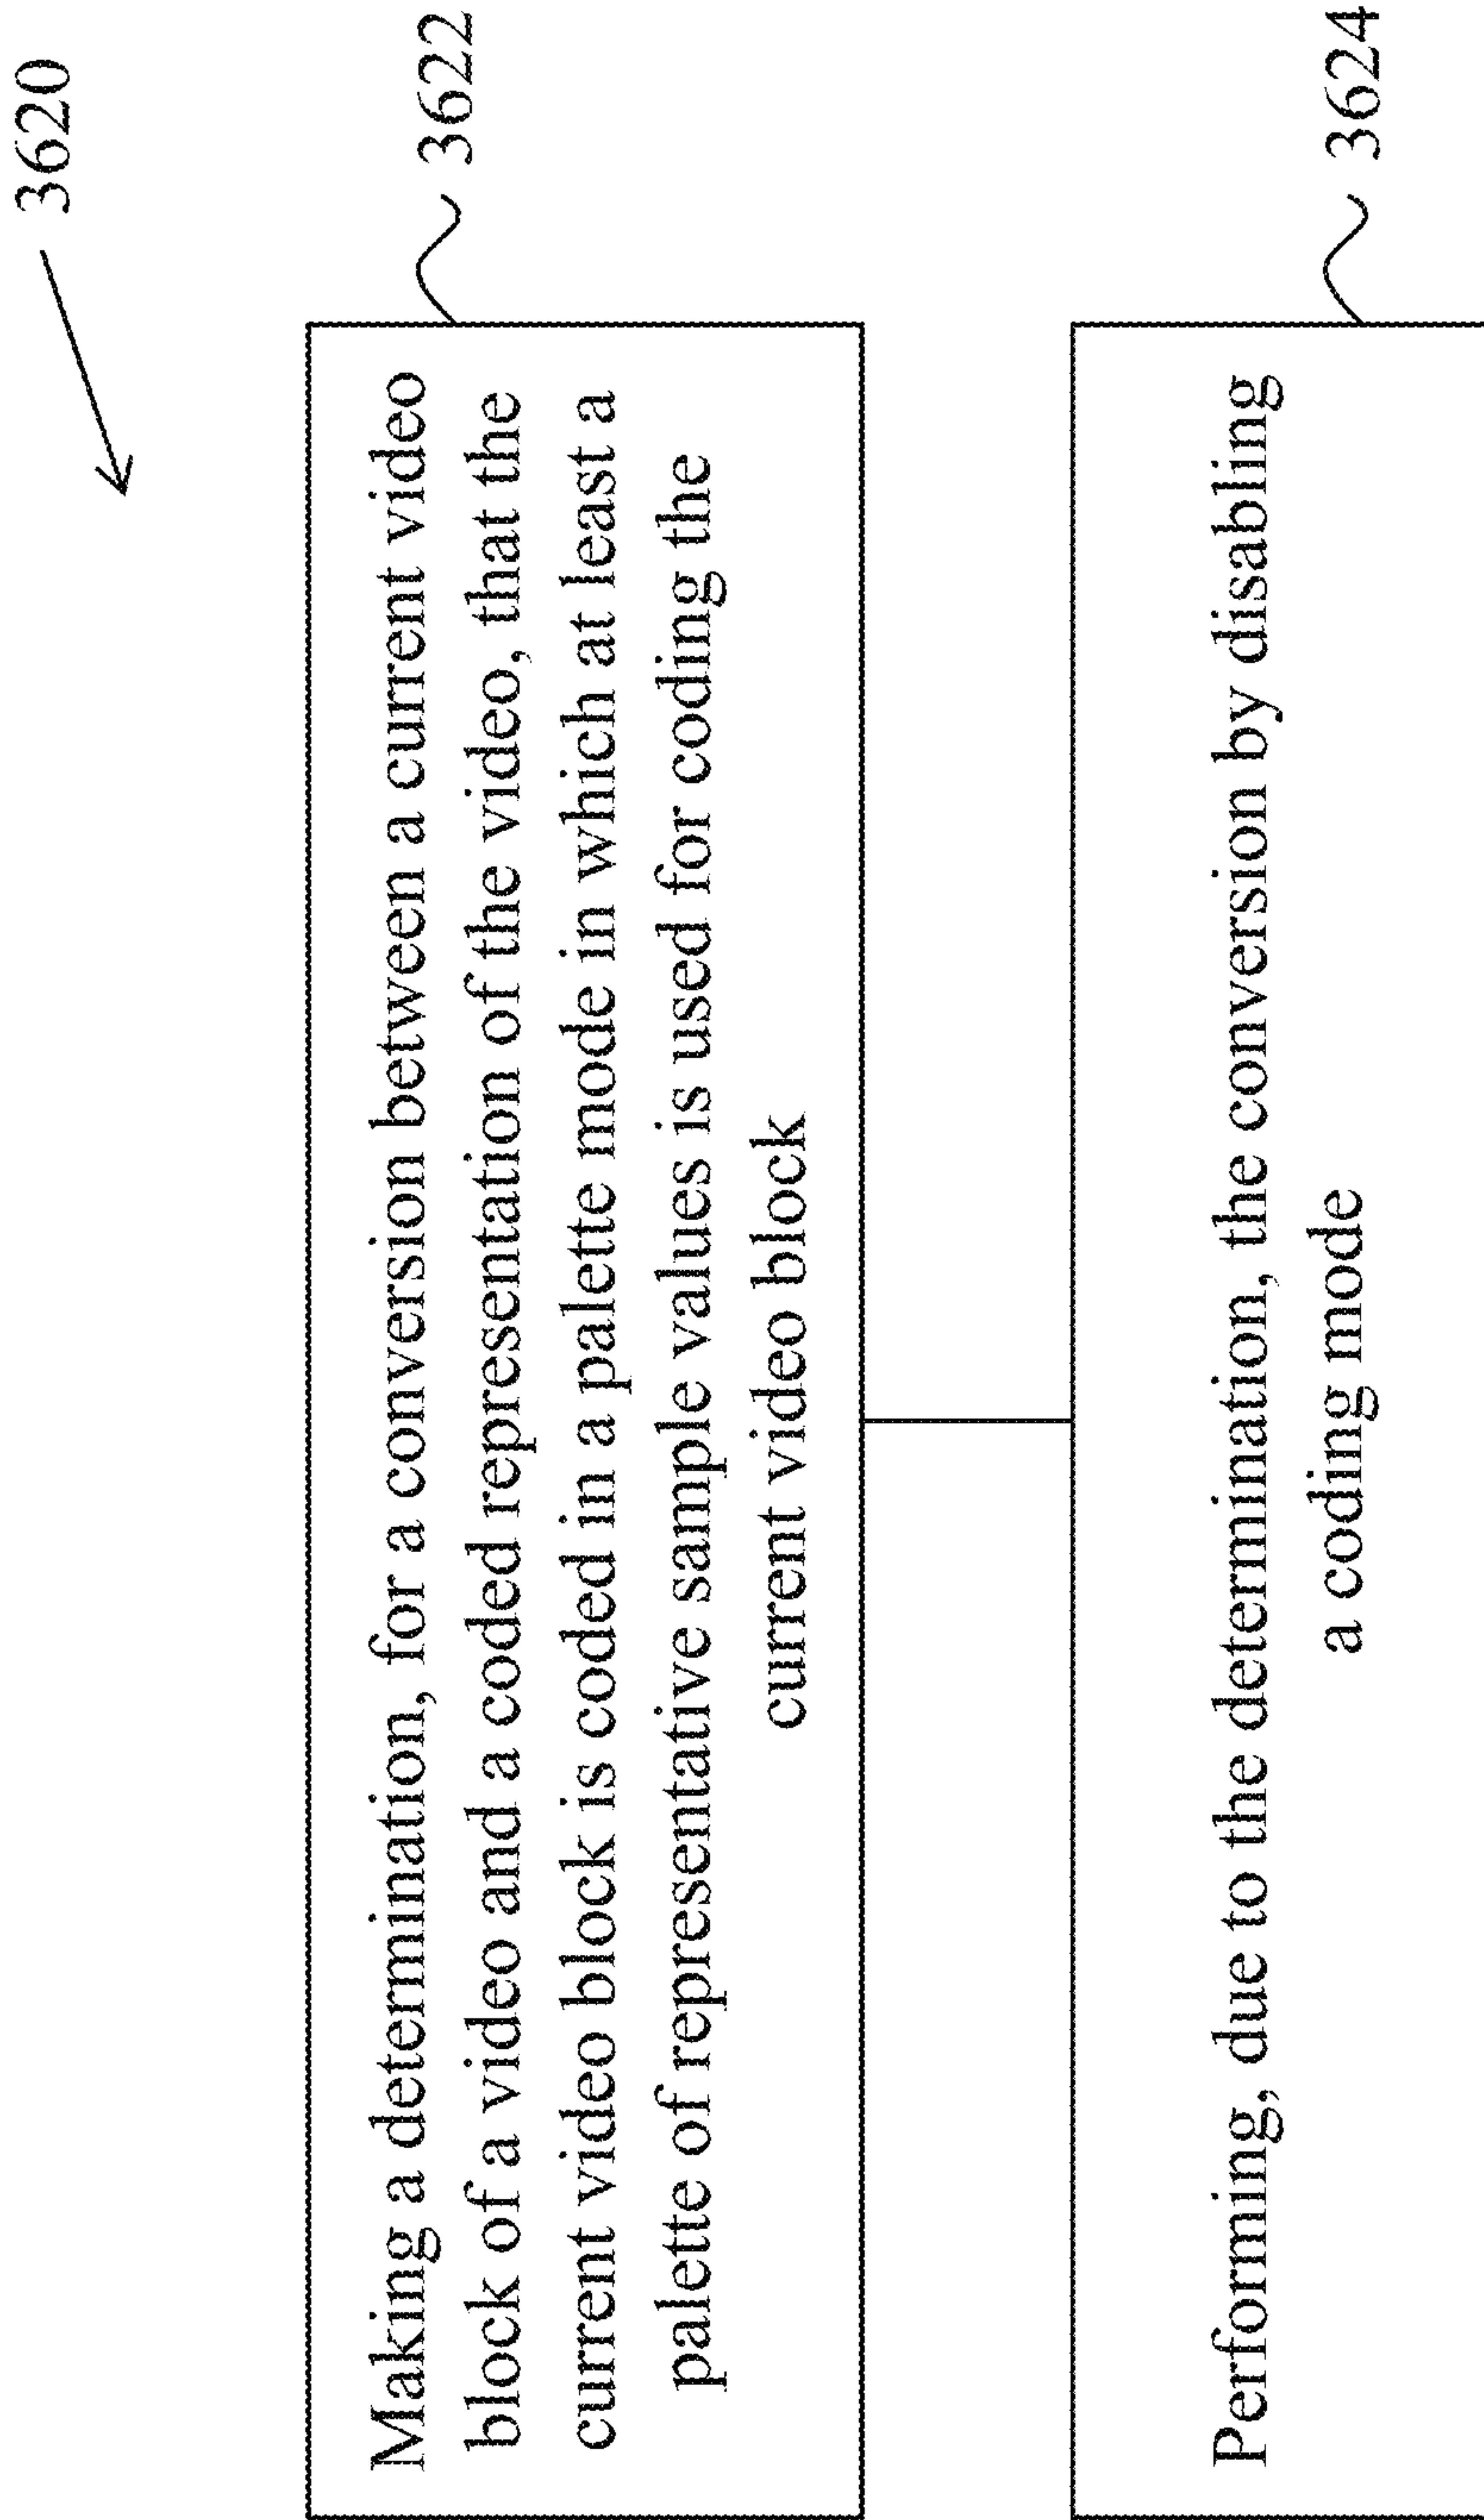 3620
Making a determination, for a conversion between a current video
block of a video and a coded representation of the video, that the
current video block is coded in a palette mode in which at least a
palette of representative sample values is used for coding the
current video block
3622
Performing, due to the determination, the conversion by disabling
a coding mode
3624